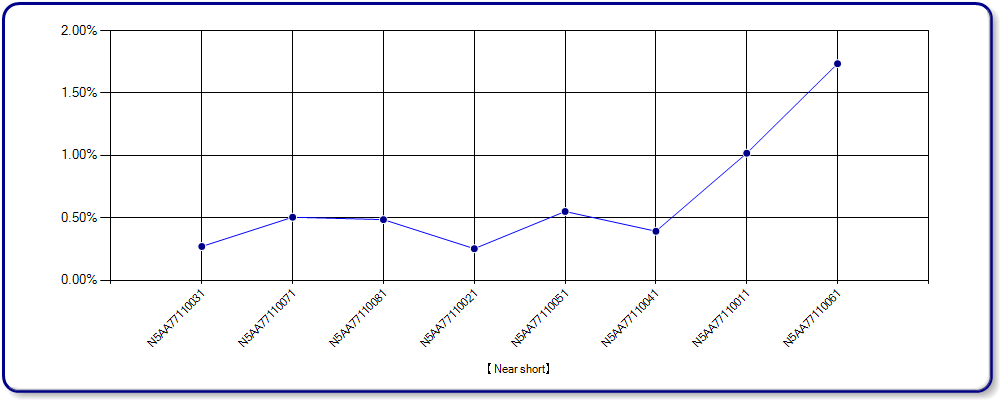 2.00%
1.50%
1.00%
0.50%
0.00%
N5AA77110031
N5AA77110071
N5AA77110081
N5AA77110021
N5AA77110051
N5AA77110041
N5AA77110011
N5AA77110061
【 Near short】